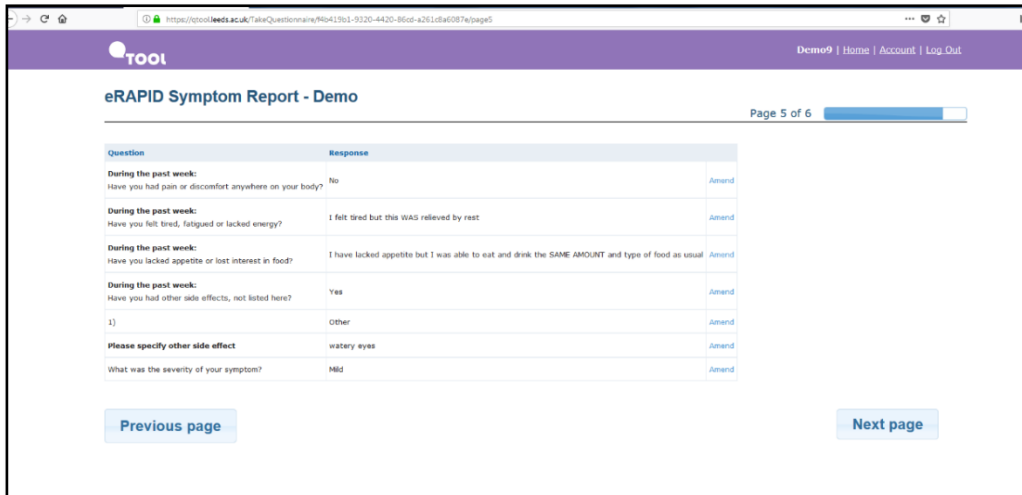 https://qtool.leeds.ac.uk/TakeQuestionnaire/f4b419b1-9320-4420-86cd-a261c8a6087e/page5
QTOOL
Demo9 | Home | Account | Log Out
eRAPID Symptom Report - Demo
Page 5 of 6
Question Response
During the past week:
Have you had pain or discomfort anywhere on your body? No Amend
During the past week:
Have you felt tired, fatigued or lacked energy? I felt tired but this WAS relieved by rest Amend
During the past week:
Have you lacked appetite or lost interest in food? I have lacked appetite but I was able to eat and drink the SAME AMOUNT and type of food as usual Amend
During the past week:
Have you had other side effects, not listed here? Yes Amend
1) Other Amend
Please specify other side effect watery eyes Amend
What was the severity of your symptom? Mild Amend
Previous page Next page